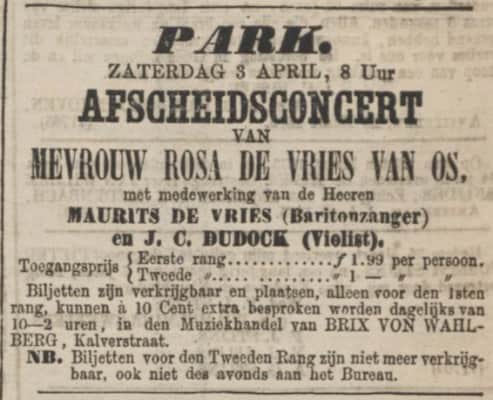 PARK.
ZATERDAG 3 APRIL, 8 Uur
AFSCHEIDSCONCERT
VAN
MEVROUW ROSA DE VRIES VAN OS,
met medewerking van de Heeren
MAURITS DE VRIES (Baritonzanger)
en J. C. DUDOCK (Violist).
Toegangsprijs { Eerste rang............. f 1.99 per persoon.
{ Tweede „............. „ 1 — „ „
Biljetten zijn verkrijgbaar en plaatsen, alleen voor den 1sten
rang, kunnen à 10 Cent extra besproken worden dagelijks van
10—2 uren, in den Muziekhandel van BRIX VON WAHL-
BERG, Kalverstraat.
NB. Biljetten voor den Tweeden Rang zijn niet meer verkrijg-
baar, ook niet des avonds aan het Bureau.